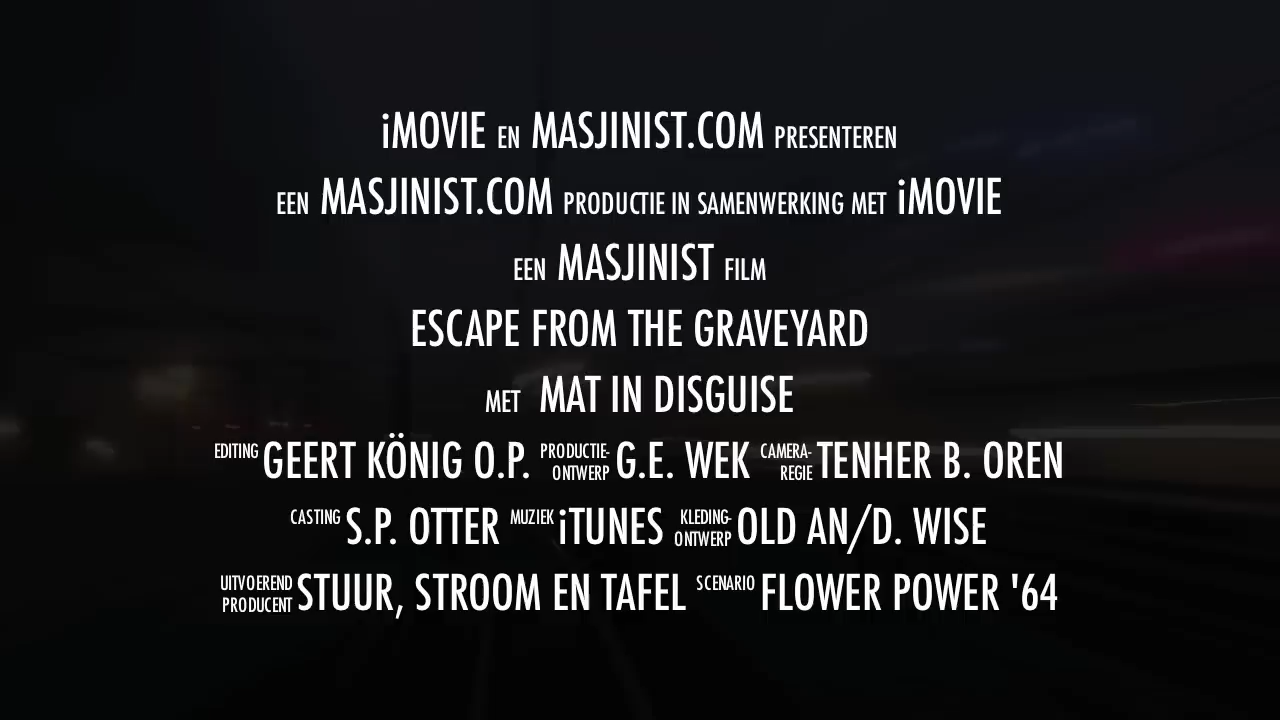 iMOVIE EN MASJINIST.COM PRESENTEREN
EEN MASJINIST.COM PRODUCTIE IN SAMENWERKING MET iMOVIE
EEN MASJINIST FILM
ESCAPE FROM THE GRAVEYARD
MET MAT IN DISGUISE
EDITING GEERT KÖNIG O.P. PRODUCTIE-ONTWERP G.E. WEK CAMERA-REGIE TENHER B. OREN
CASTING S.P. OTTER MUZIEK iTUNES KLEDING-ONTWERP OLD AN/D. WISE
UITVOEREND PRODUCENT STUUR, STROOM EN TAFEL SCENARIO FLOWER POWER '64